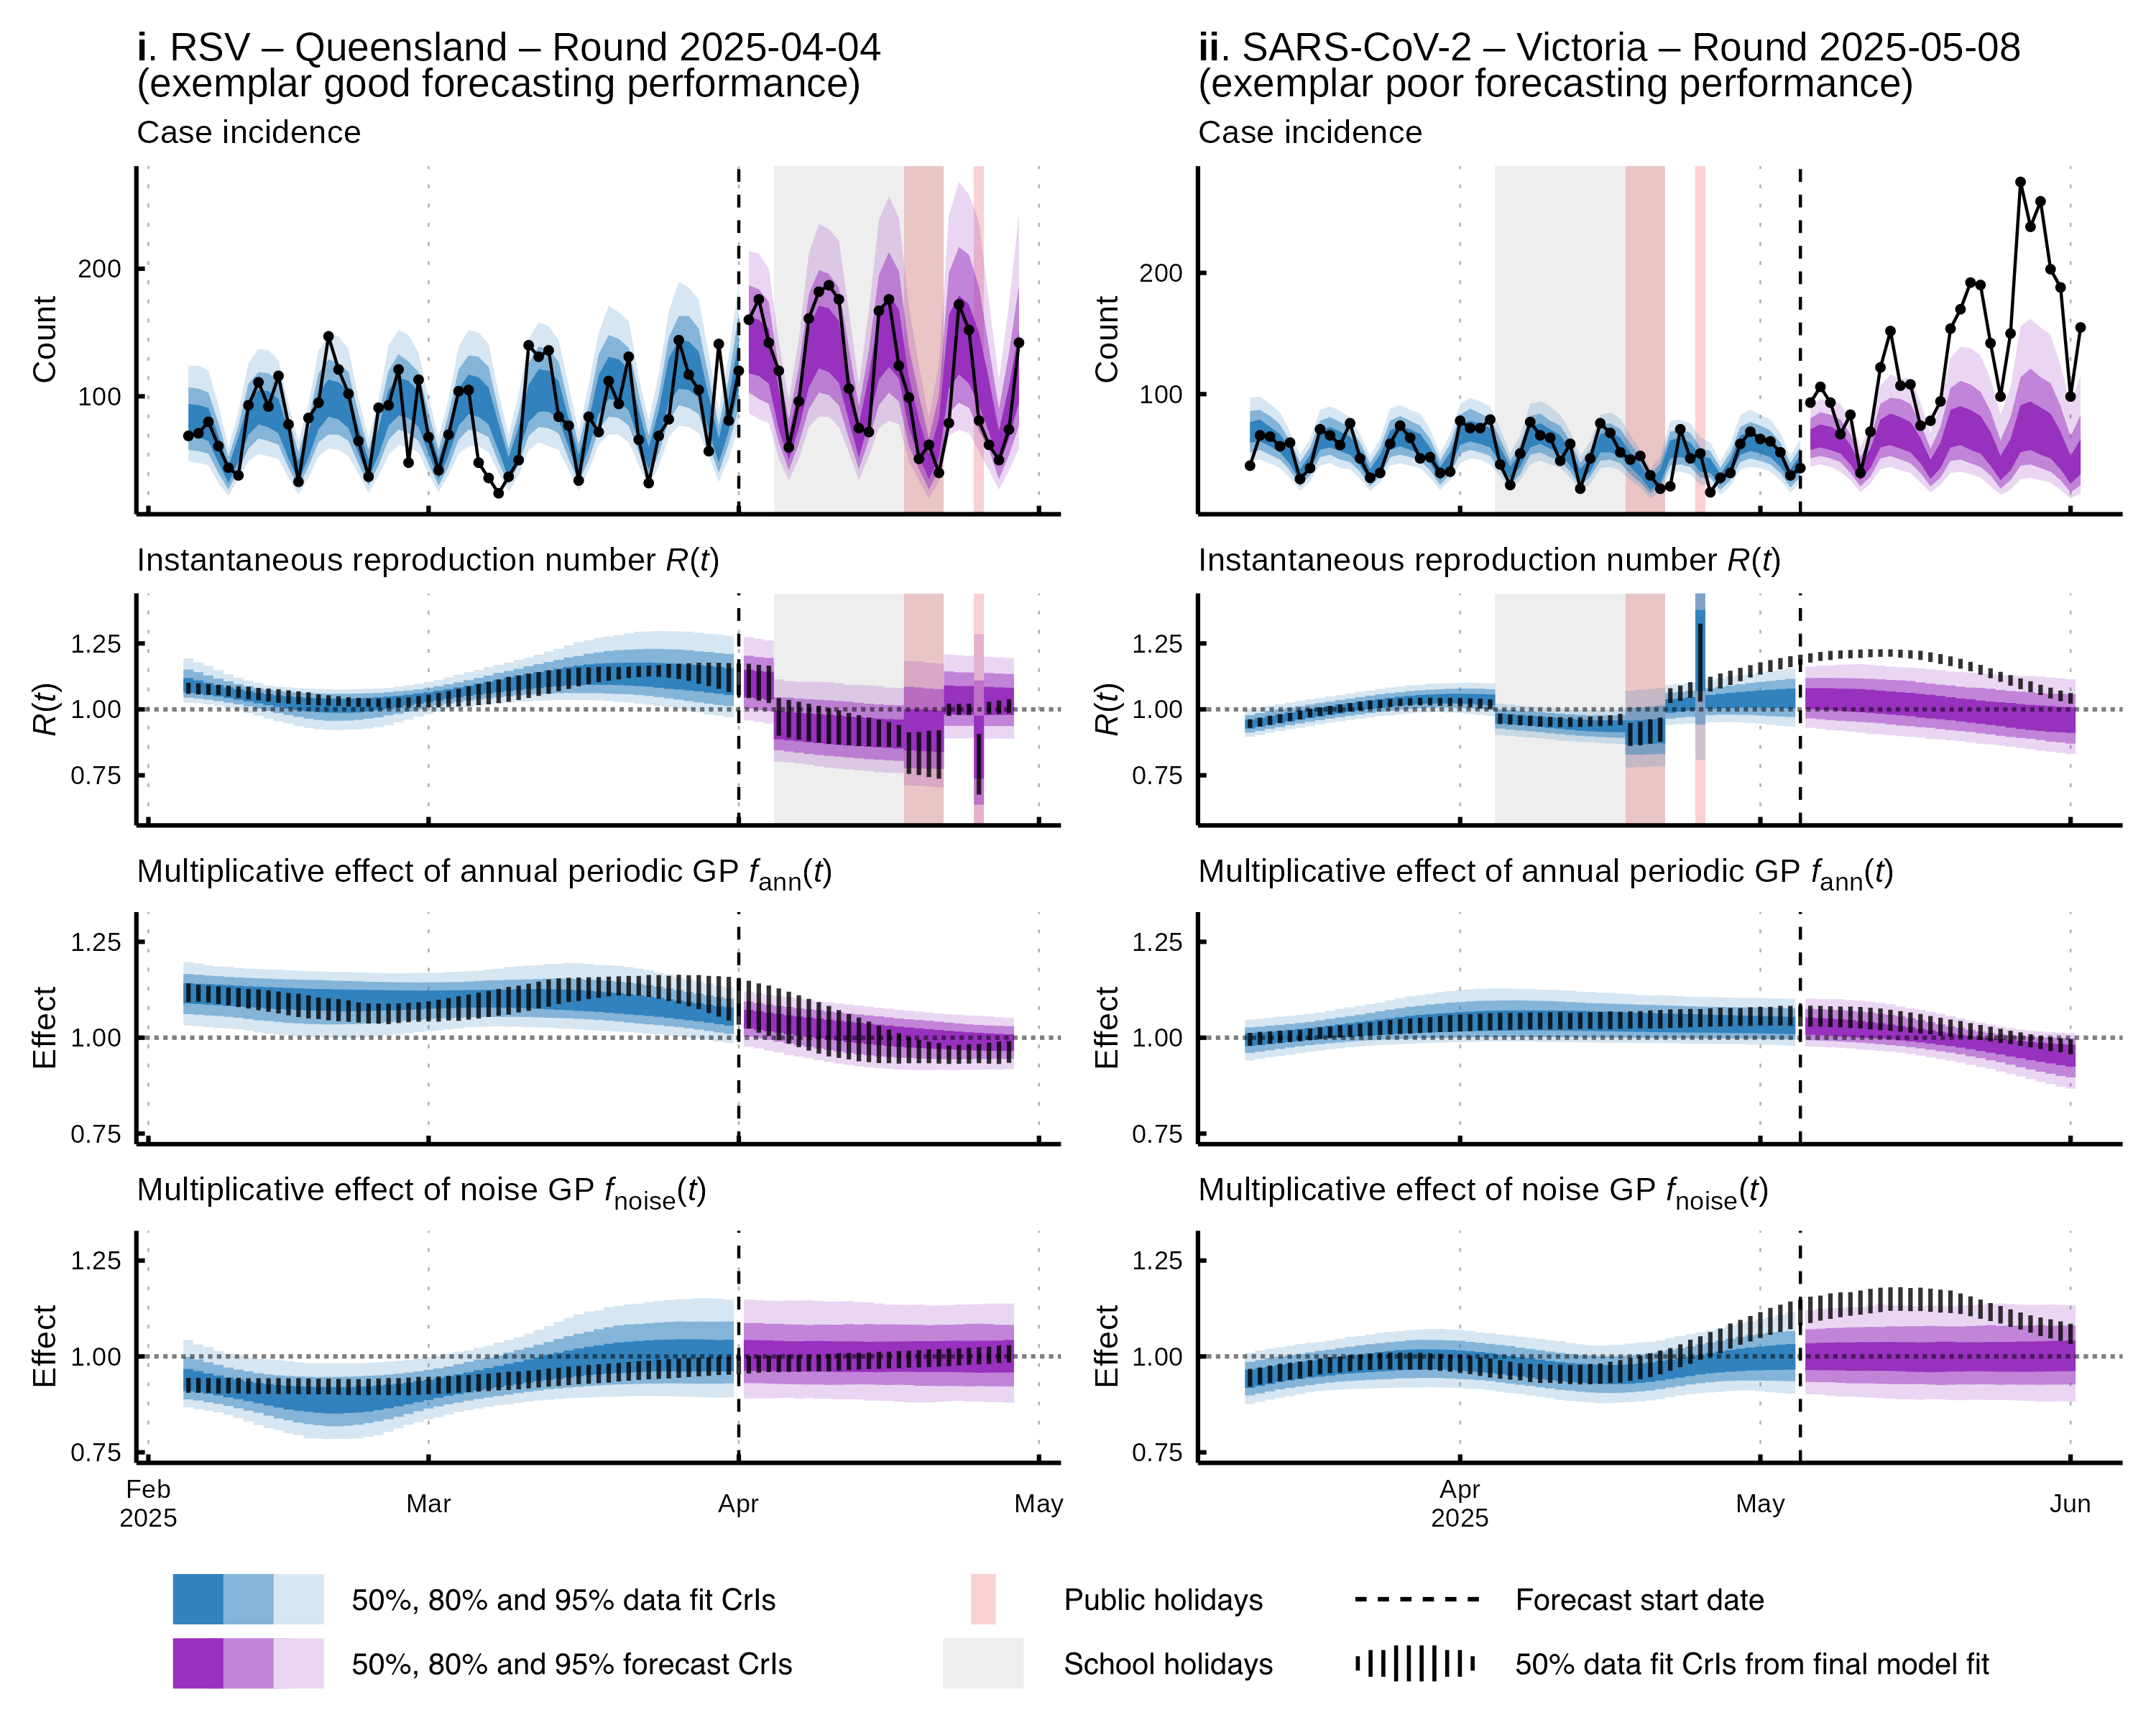 i. RSV – Queensland – Round 2025-04-04
(exemplar good forecasting performance)
Case incidence
Count
200
100
Instantaneous reproduction number R(t)
R(t)
1.25
1.00
0.75
Multiplicative effect of annual periodic GP fann(t)
Effect
1.25
1.00
0.75
Multiplicative effect of noise GP fnoise(t)
Effect
1.25
1.00
0.75
Feb
2025
Mar
Apr
May
ii. SARS-CoV-2 – Victoria – Round 2025-05-08
(exemplar poor forecasting performance)
Case incidence
Count
200
100
Instantaneous reproduction number R(t)
R(t)
1.25
1.00
0.75
Multiplicative effect of annual periodic GP fann(t)
Effect
1.25
1.00
0.75
Multiplicative effect of noise GP fnoise(t)
Effect
1.25
1.00
0.75
Apr
2025
May
Jun
50%, 80% and 95% data fit CrIs
50%, 80% and 95% forecast CrIs
Public holidays
School holidays
Forecast start date
50% data fit CrIs from final model fit